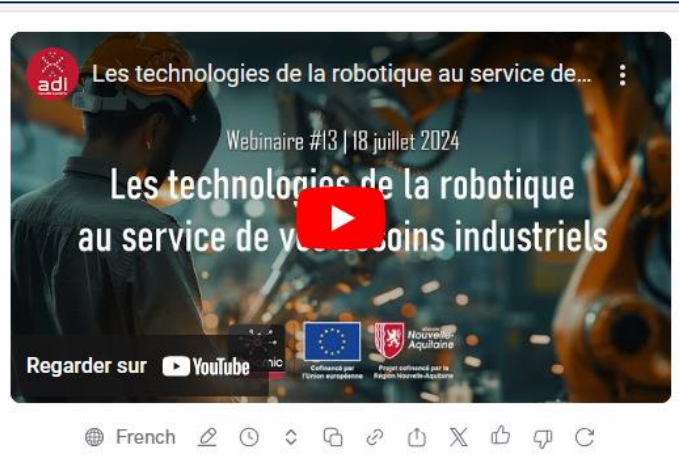 adi
Les technologies de la robotique au service de...
Webinaire #13 | 18 juillet 2024
Les technologies de la robotique
au service de vos besoins industriels
Regarder sur YouTube
Cofinancé par
l'Union européenne
Nouvelle-
Aquitaine
Projet cofinancé par la
Région Nouvelle-Aquitaine
French